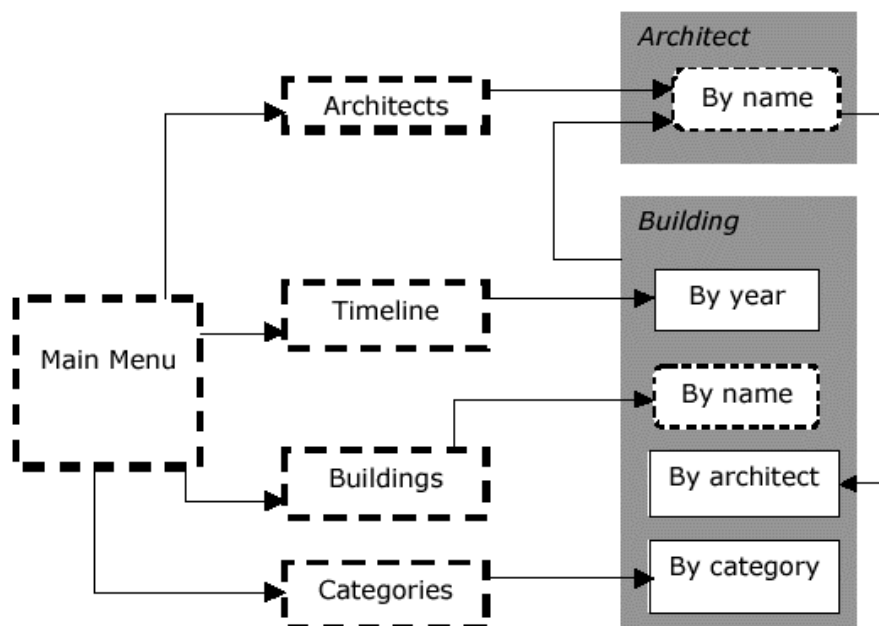 Architect
By name
Architects
Building
By year
Timeline
Main Menu
By name
By architect
Buildings
By category
Categories